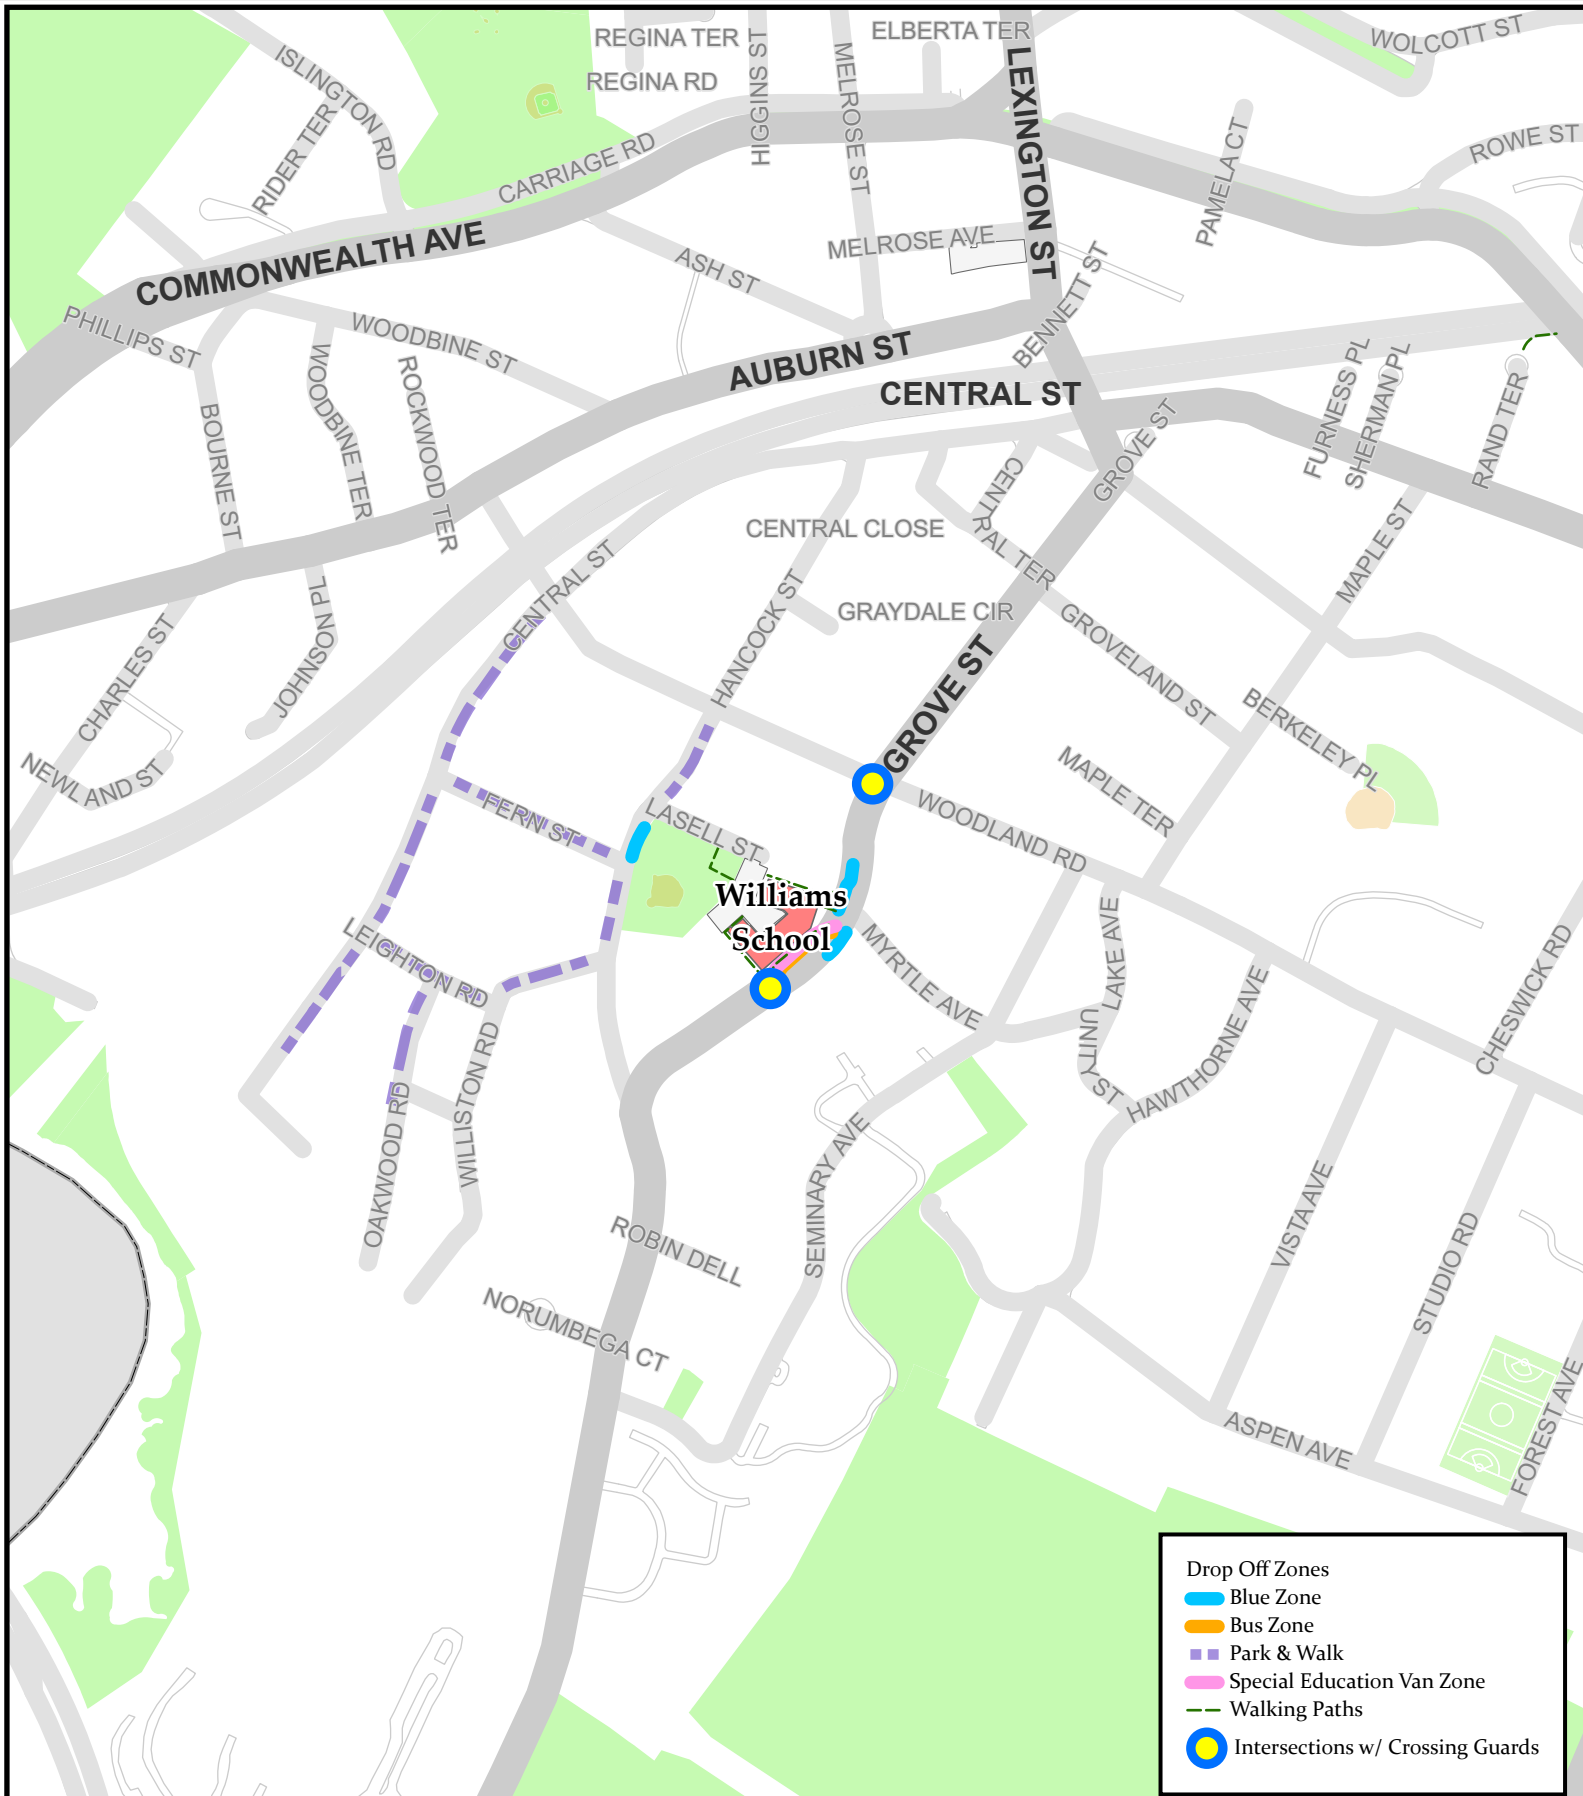 REGINA TER
ELBERTA TER
WOLCOTT ST
ISLINGTON RD
REGINA RD
HIGGINS ST
MELROSE ST
LEXINGTON ST
RIDER TER
CARRIAGE RD
PAMELA CT
ROWE ST
COMMONWEALTH AVE
ASH ST
MELROSE AVE
BENNETT ST
PHILLIPS ST
WOODBINE ST
WOODBINE TER
ROCKWOOD TER
AUBURN ST
CENTRAL ST
FURNESS PL
SHERMAN PL
RAND TER
BOURNE ST
GROVE ST
CENTRAL TER
CENTRAL CLOSE
CENTRAL ST
HANCOCK ST
GRAYDALE CIR
MAPLE ST
JOHNSON PL
CHARLES ST
GROVELAND ST
GROVE ST
BERKELEY PL
NEWLAND ST
MAPLE TER
FERN ST
LASELL ST
WOODLAND RD
Williams
School
LEIGHTON RD
MYRTLE AVE
LAKE AVE
CHESWICK RD
UNITY ST
HAWTHORNE AVE
WILLISTON RD
OAKWOOD RD
SEMINARY AVE
VISTA AVE
STUDIO RD
ROBIN DELL
NORUMBEGA CT
ASPEN AVE
FOREST AVE
Drop Off Zones
Blue Zone
Bus Zone
Park & Walk
Special Education Van Zone
Walking Paths
Intersections w/ Crossing Guards